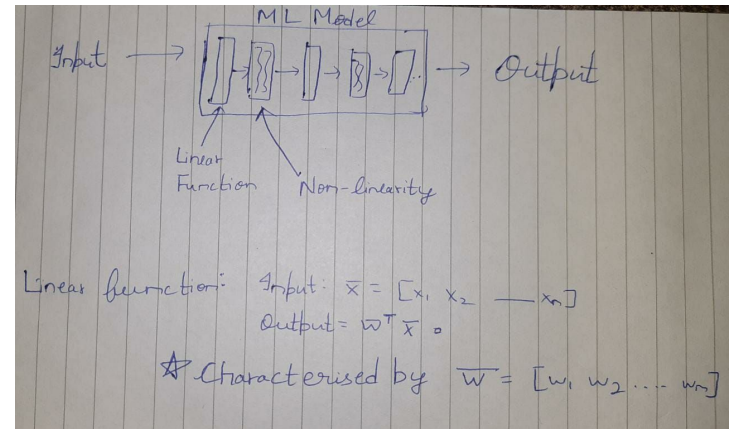 ML Model
Input → → → → → ... → Output
Linear
Function
Non-linearity
Linear function: Input: x̄ = [x₁ x₂ —— xₙ]
Output = w̄ᵀ x̄ .
☆ Characterised by w̄ = [w₁ w₂ .... wₙ]